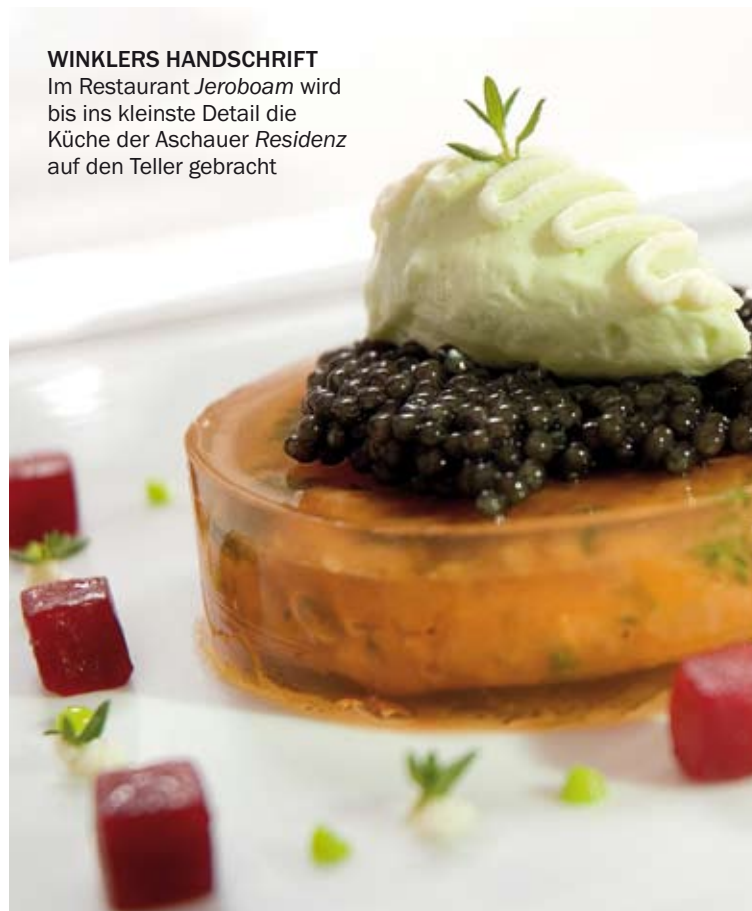 WINKLERS HANDSCHRIFT
Im Restaurant Jeroboam wird
bis ins kleinste Detail die
Küche der Aschauer Residenz
auf den Teller gebracht